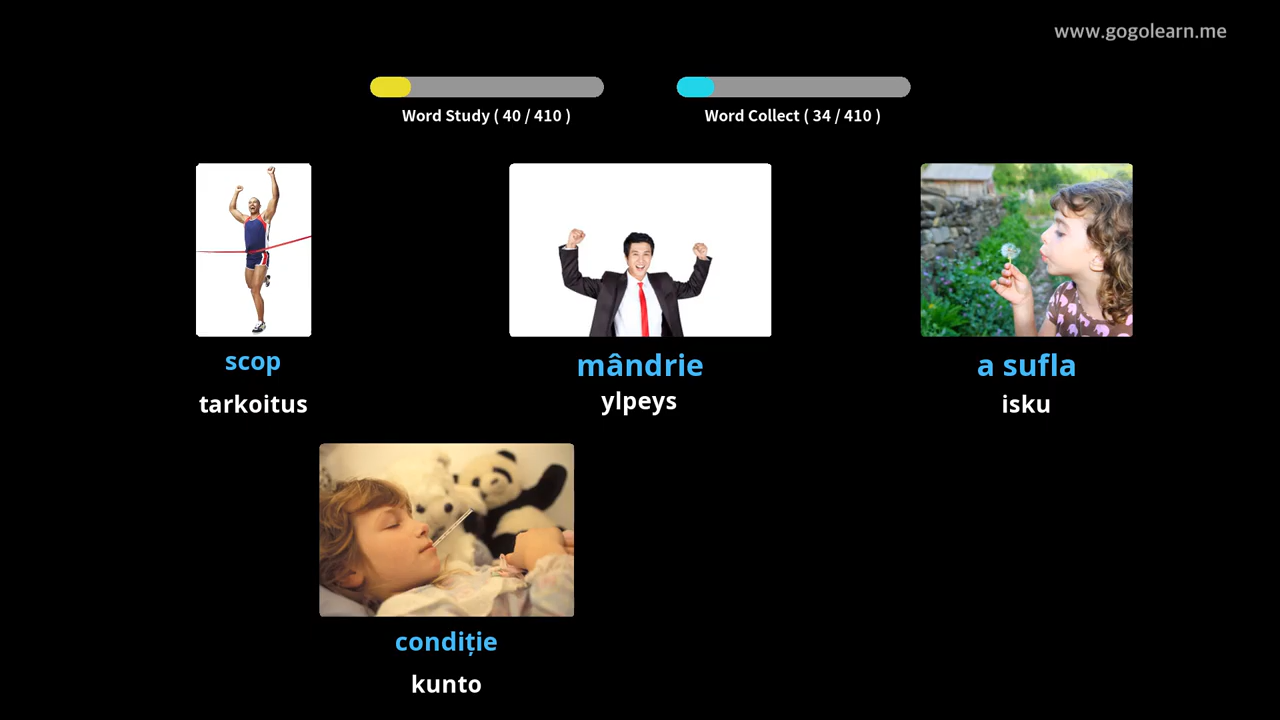 www.gogolearn.me
Word Study ( 40 / 410 )
Word Collect ( 34 / 410 )
scop
mândrie
a sufla
tarkoitus
ylpeys
isku
condiție
kunto